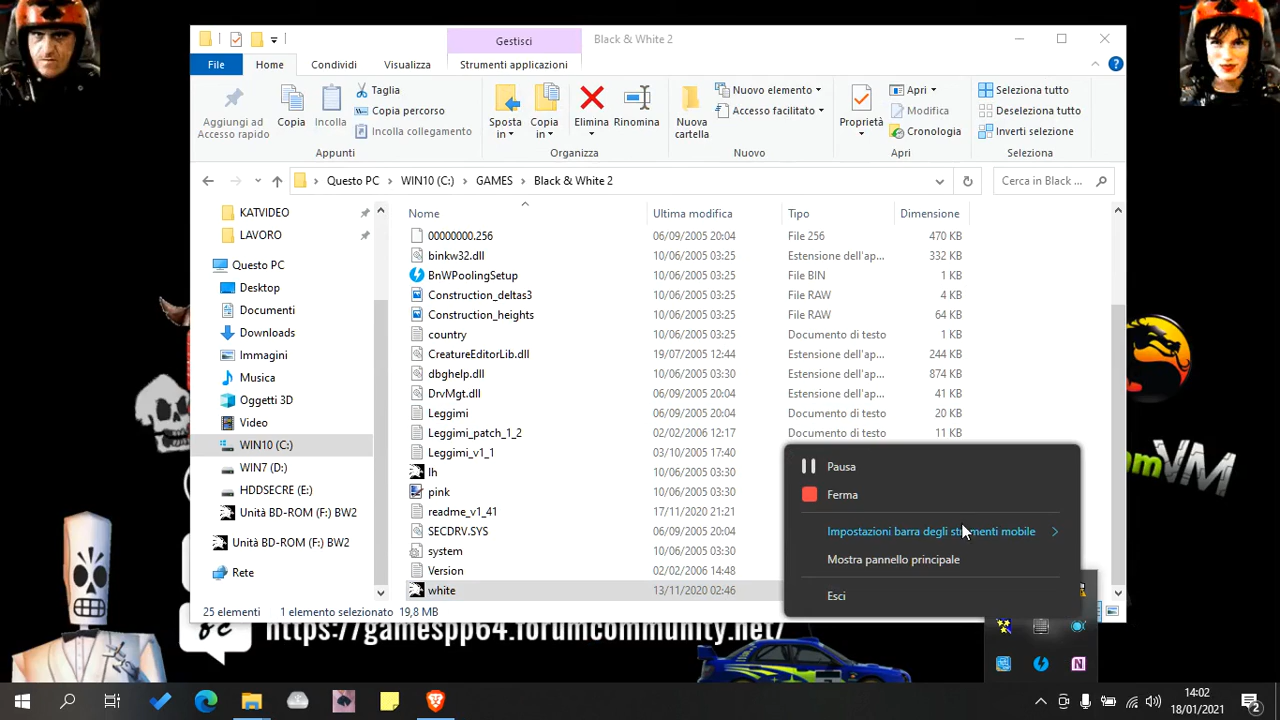 Gestisci
Black & White 2
File
Home
Condividi
Visualizza
Strumenti applicazioni
Aggiungi ad
Accesso rapido
Copia
Incolla
Taglia
Copia percorso
Incolla collegamento
Appunti
Sposta
in
Copia
in
Elimina
Rinomina
Organizza
Nuova
cartella
Nuovo elemento
Accesso facilitato
Nuovo
Proprietà
Apri
Modifica
Cronologia
Apri
Seleziona tutto
Deseleziona tutto
Inverti selezione
Seleziona
Questo PC > WIN10 (C:) > GAMES > Black & White 2
Cerca in Black ...
KATVIDEO
LAVORO
Questo PC
Desktop
Documenti
Downloads
Immagini
Musica
Oggetti 3D
Video
WIN10 (C:)
WIN7 (D:)
HDDSECRE (E:)
Unità BD-ROM (F:) BW2
Unità BD-ROM (F:) BW2
Rete
Nome Ultima modifica Tipo Dimensione
00000000.256 06/09/2005 20:04 File 256 470 KB
binkw32.dll 10/06/2005 03:25 Estensione dell'ap... 332 KB
BnWPoolingSetup 10/06/2005 03:25 File BIN 1 KB
Construction_deltas3 10/06/2005 03:25 File RAW 4 KB
Construction_heights 10/06/2005 03:25 File RAW 64 KB
country 10/06/2005 03:25 Documento di testo 1 KB
CreatureEditorLib.dll 19/07/2005 12:44 Estensione dell'ap... 244 KB
dbghelp.dll 10/06/2005 03:30 Estensione dell'ap... 874 KB
DrvMgt.dll 06/09/2005 20:04 Estensione dell'ap... 41 KB
Leggimi 06/09/2005 20:04 Documento di testo 20 KB
Leggimi_patch_1_2 02/02/2006 12:17 Documento di testo 11 KB
Leggimi_v1_1 03/10/2005 17:40
lh 10/06/2005 03:30
pink 10/06/2005 03:30
readme_v1_41 17/11/2020 21:21
SECDRV.SYS 06/09/2005 20:04
system 10/06/2005 03:30
Version 02/02/2006 14:48
white 13/11/2020 02:46
25 elementi 1 elemento selezionato 19,8 MB
Pausa
Ferma
Impostazioni barra degli strumenti mobile
Mostra pannello principale
Esci
omVM
https://gamespp64.forumcommunity.net/
14:02
18/01/2021
2